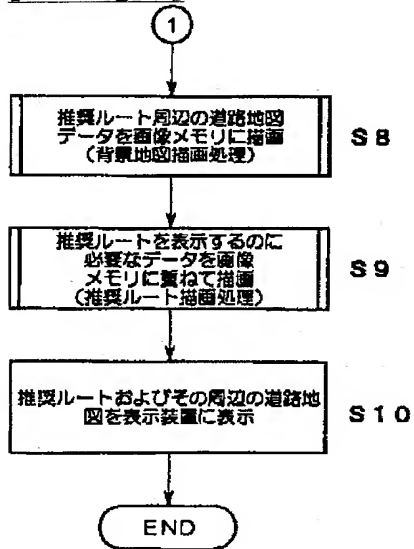 1
推奨ルート周辺の道路地図
データを画像メモリに描画
(背景地図描画処理)
S8
推奨ルートを表示するのに
必要なデータを画像
メモリに重ねて描画
(推奨ルート描画処理)
S9
推奨ルートおよびその周辺の道路地
図を表示装置に表示
S10
END